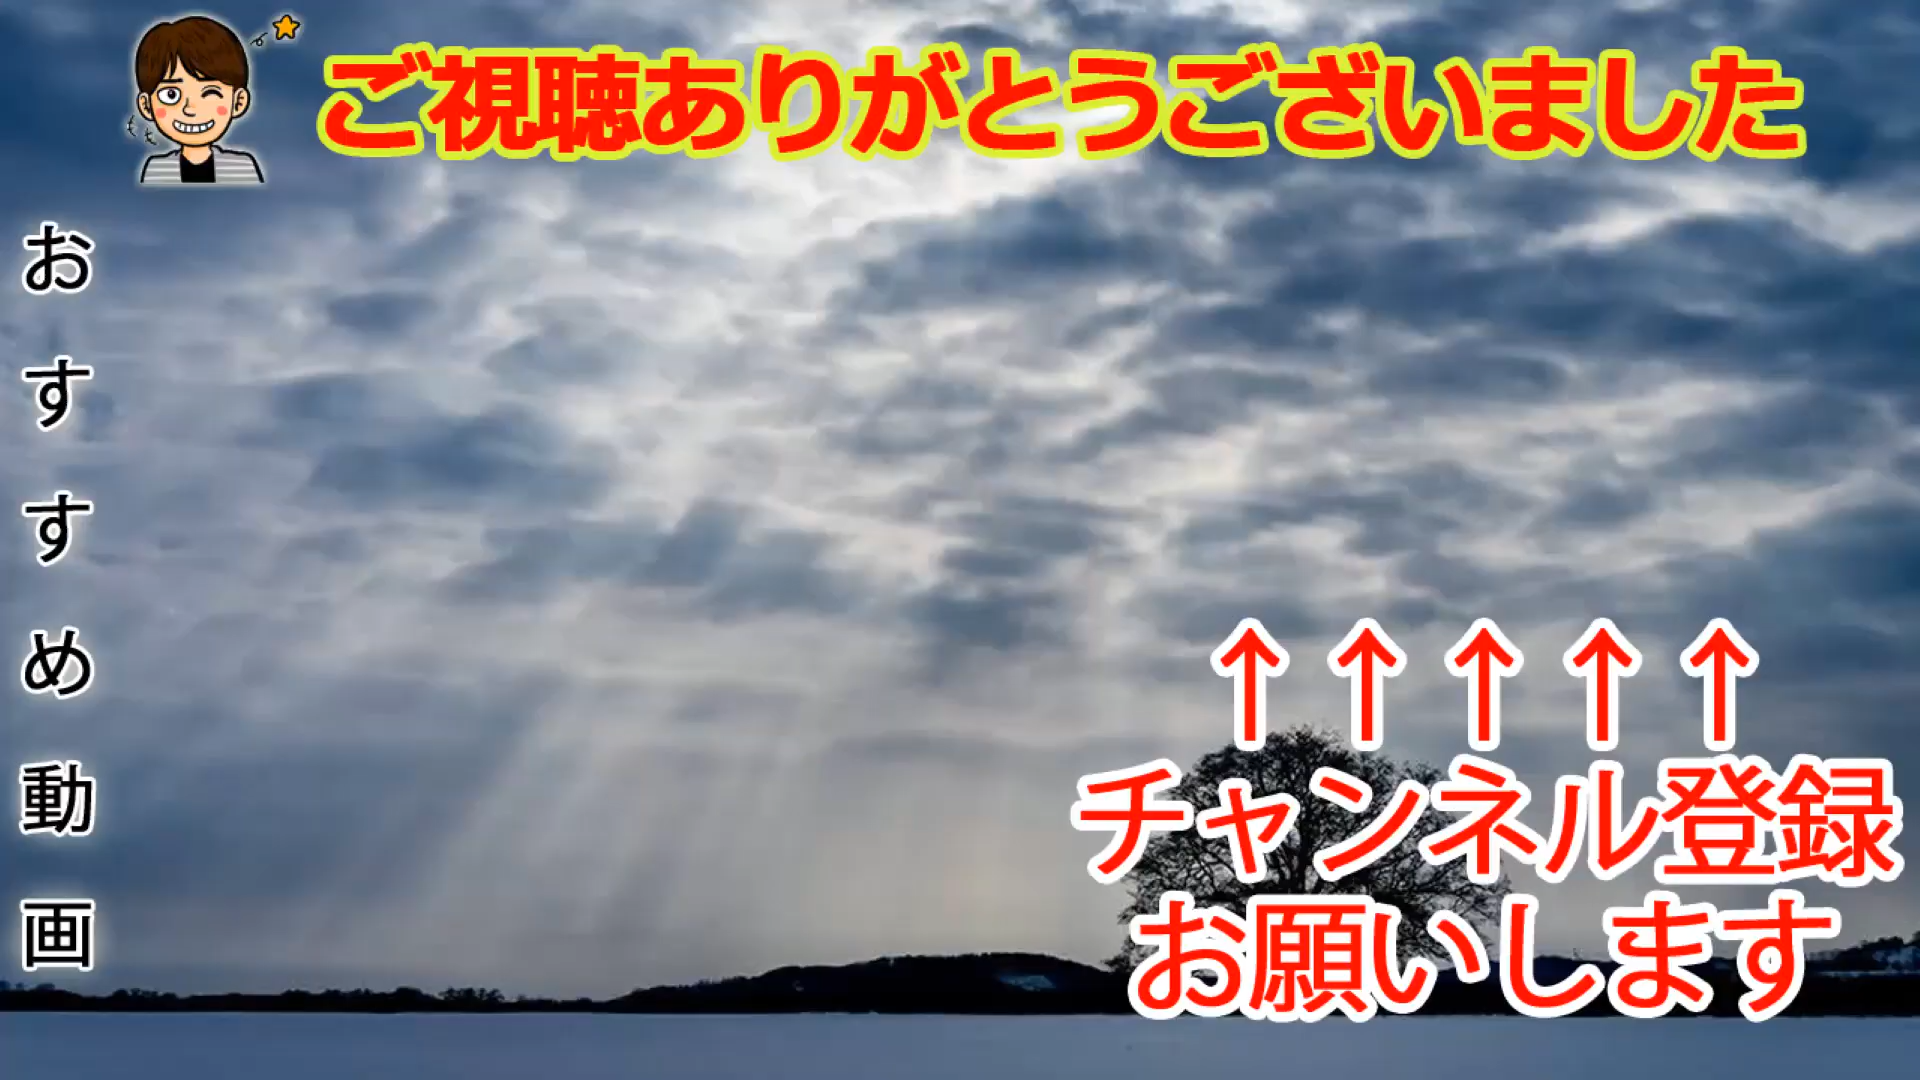 ご視聴ありがとうございました
おすすめ動画
↑↑↑↑↑
チャンネル登録
お願いします